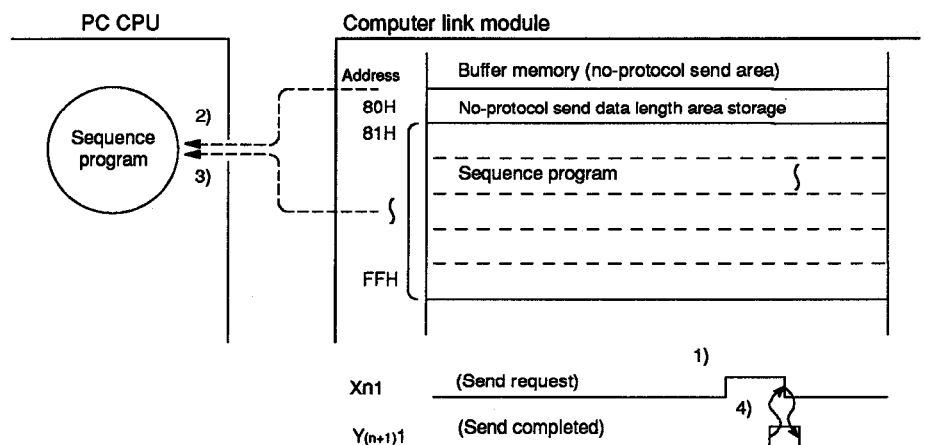 PC CPU
Computer link module
Address
Buffer memory (no-protocol send area)
80H
No-protocol send data length area storage
81H
2)
Sequence
program
3)
Sequence program
FFH
1)
Xn1
(Send request)
4)
Y(n+1)1
(Send completed)